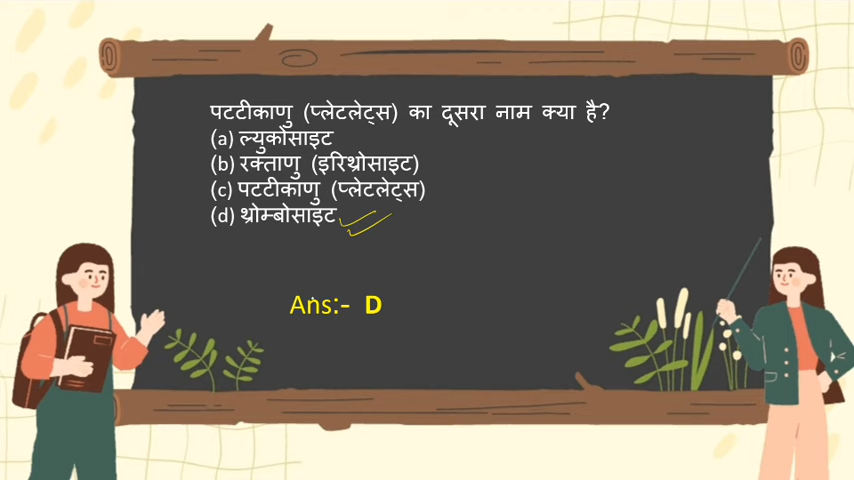 पटटीकाणु (प्लेटलेट्स) का दूसरा नाम क्या है?
(a) ल्युकोसाइट
(b) रक्ताणु (इरिथ्रोसाइट)
(c) पटटीकाणु (प्लेटलेट्स)
(d) थ्रोम्बोसाइट
Ans:- D